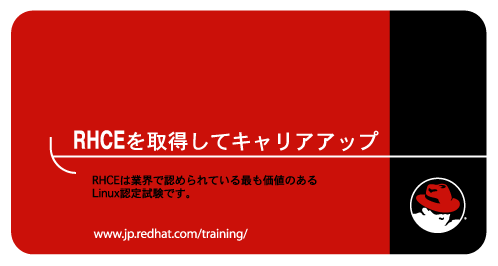 RHCEを取得してキャリアアップ
RHCEは業界で認められている最も価値のある
Linux認定試験です。
www.jp.redhat.com/training/